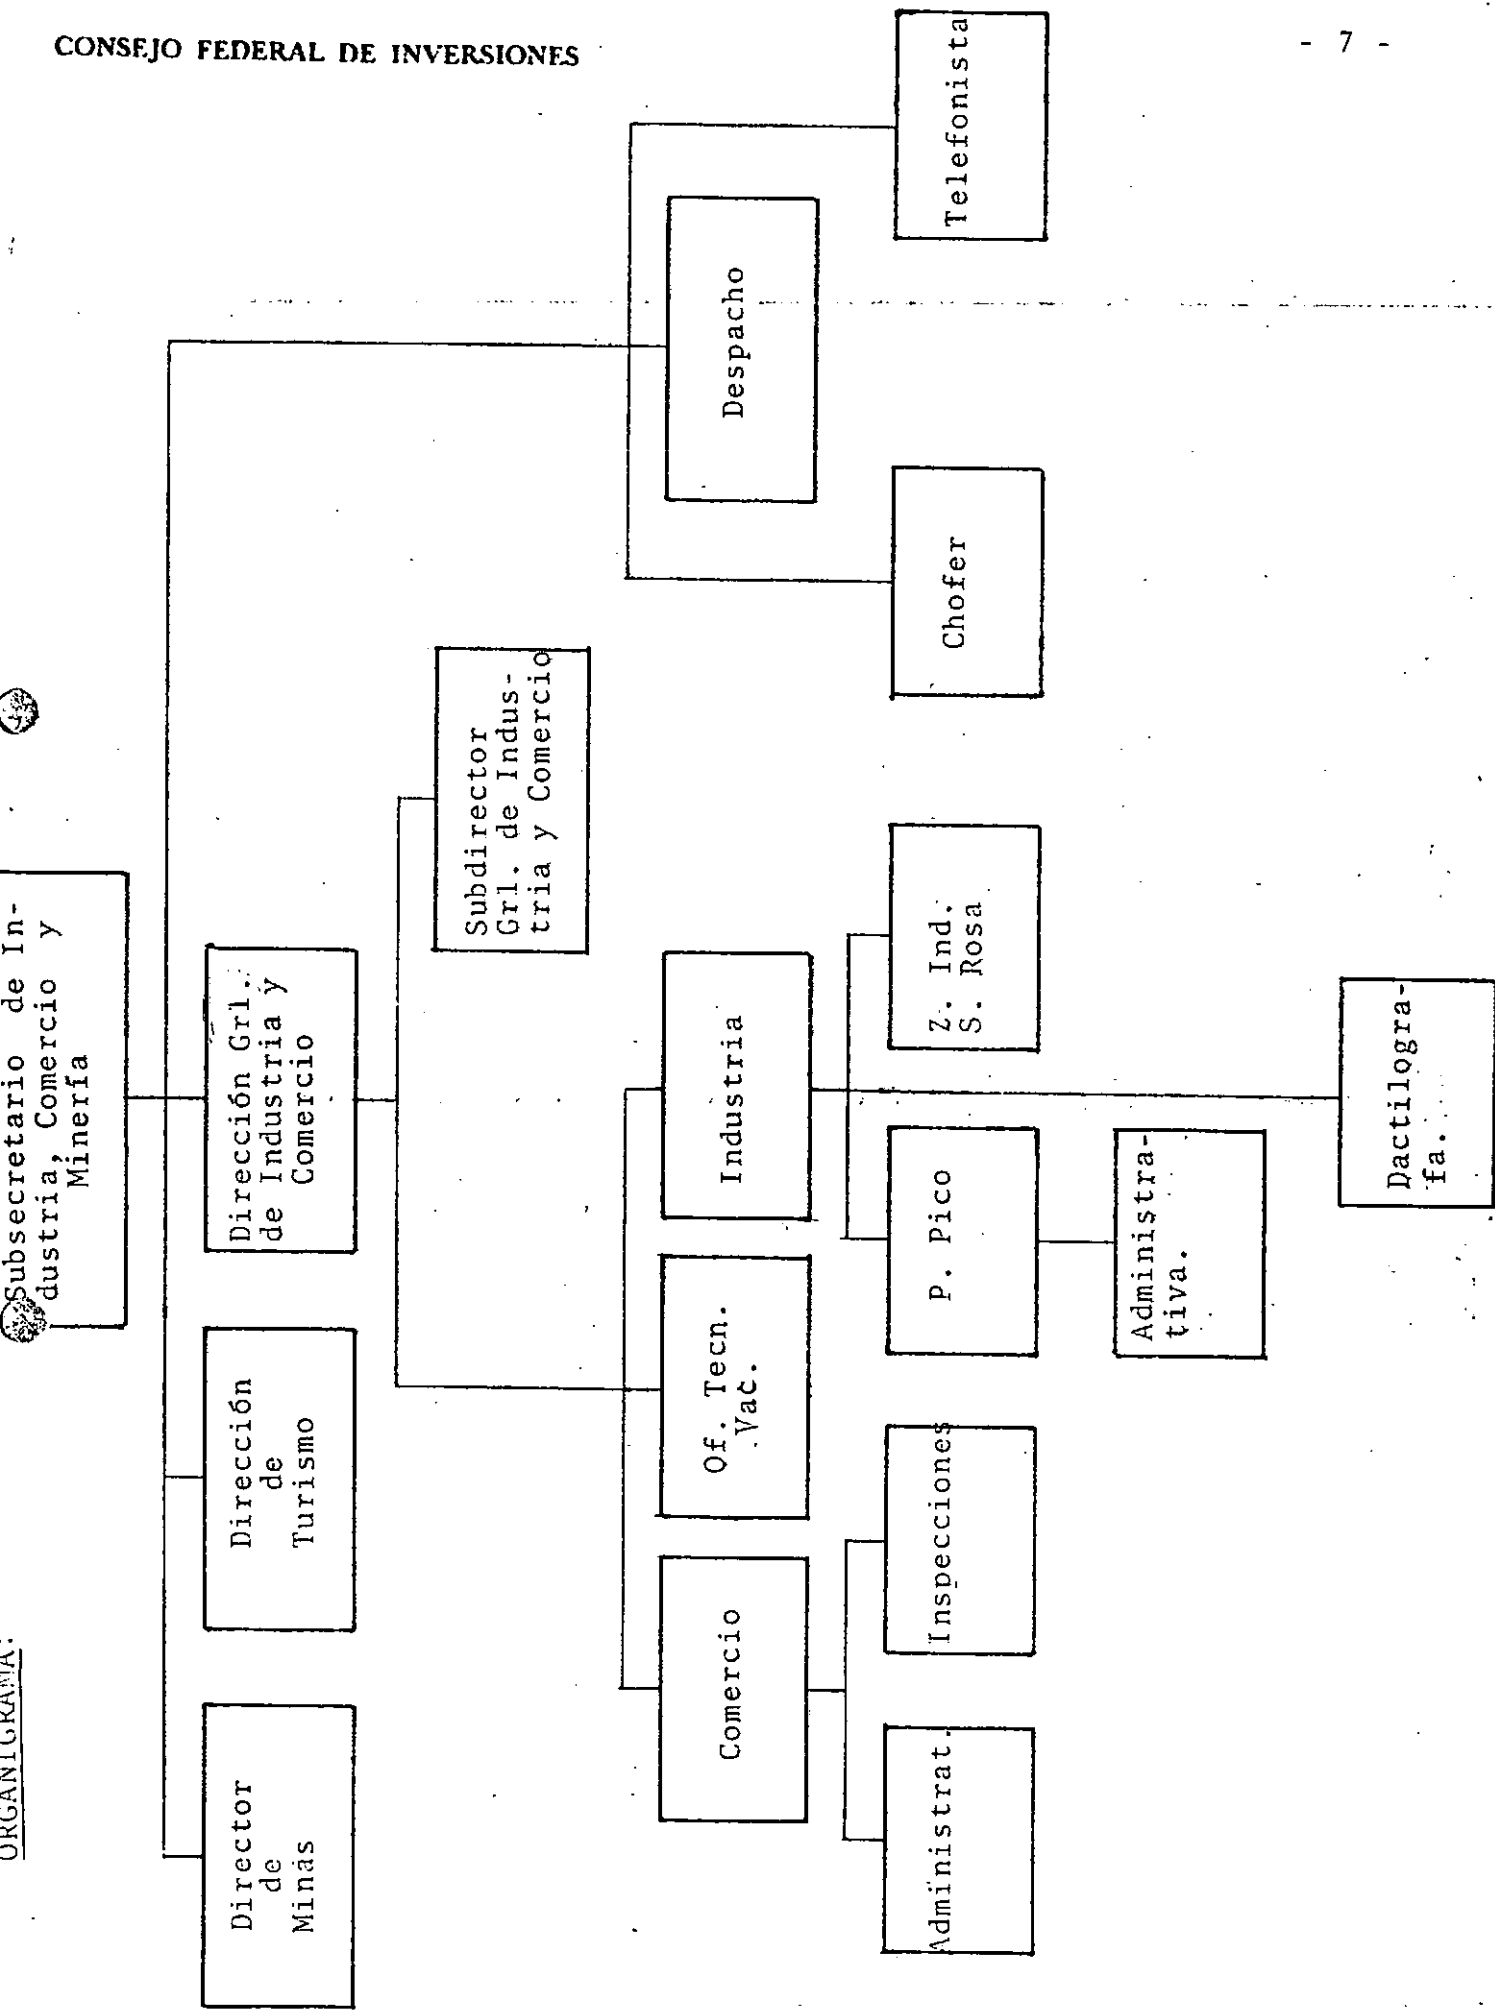 CONSEJO FEDERAL DE INVERSIONES
- 7 -
ORGANIGRAMA:
Subsecretario de In-
dustria, Comercio y
Minería
Director
de
Minas
Dirección
de
Turismo
Dirección Grl.
de Industria y
Comercio
Subdirector
Grl. de Indus-
tria y Comercio
Comercio
Of. Tecn.
Vac.
Industria
Despacho
Administrat.
Inspecciones
P. Pico
Z. Ind.
S. Rosa
Chofer
Telefonista
Administra-
tiva.
Dactilogra-
fa.